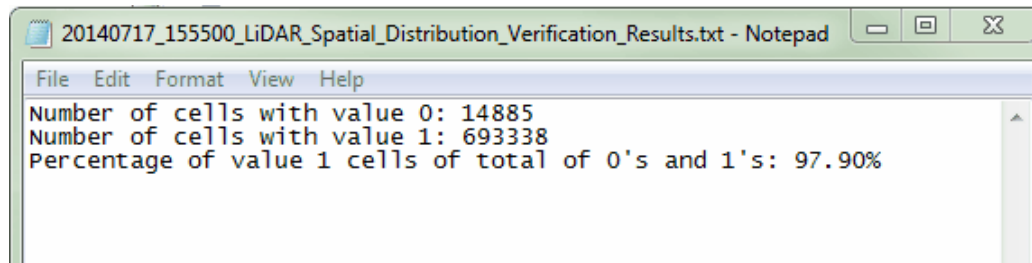 20140717_155500_LiDAR_Spatial_Distribution_Verification_Results.txt - Notepad
File Edit Format View Help
Number of cells with value 0: 14885
Number of cells with value 1: 693338
Percentage of value 1 cells of total of 0's and 1's: 97.90%